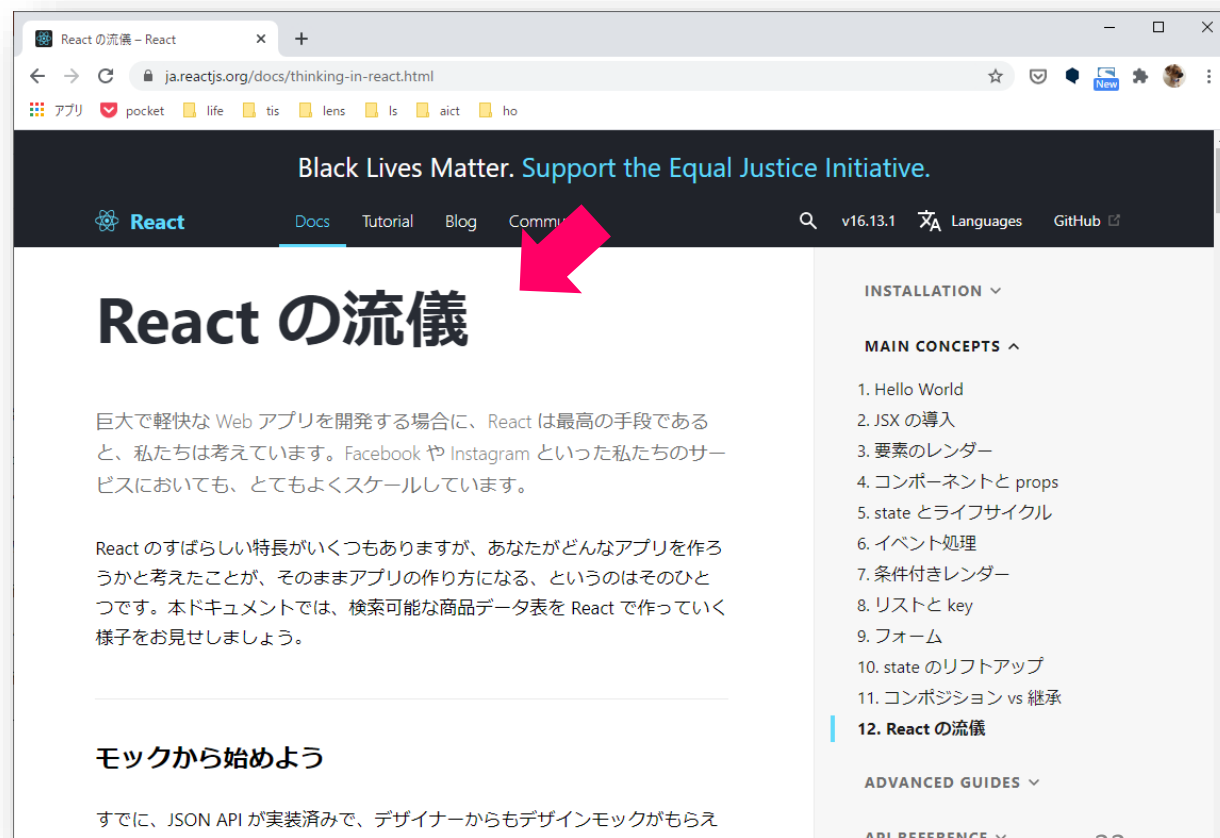 React の流儀 – React
ja.reactjs.org/docs/thinking-in-react.html
New
アプリ pocket life tis lens ls aict ho
Black Lives Matter. Support the Equal Justice Initiative.
React Docs Tutorial Blog v16.13.1 Languages GitHub
React の流儀
巨大で軽快な Web アプリを開発する場合に、React は最高の手段である
と、私たちは考えています。Facebook や Instagram といった私たちのサー
ビスにおいても、とてもよくスケールしています。
React のすばらしい特長がいくつもありますが、あなたがどんなアプリを作ろ
うかと考えたことが、そのままアプリの作り方になる、というのはそのひと
つです。本ドキュメントでは、検索可能な商品データ表を React で作っていく
様子をお見せしましょう。
モックから始めよう
すでに、JSON API が実装済みで、デザイナーからもデザインモックがもらえ
INSTALLATION
MAIN CONCEPTS
1. Hello World
2. JSX の導入
3. 要素のレンダー
4. コンポーネントと props
5. state とライフサイクル
6. イベント処理
7. 条件付きレンダー
8. リストと key
9. フォーム
10. state のリフトアップ
11. コンポジション vs 継承
12. React の流儀
ADVANCED GUIDES
API REFERENCE